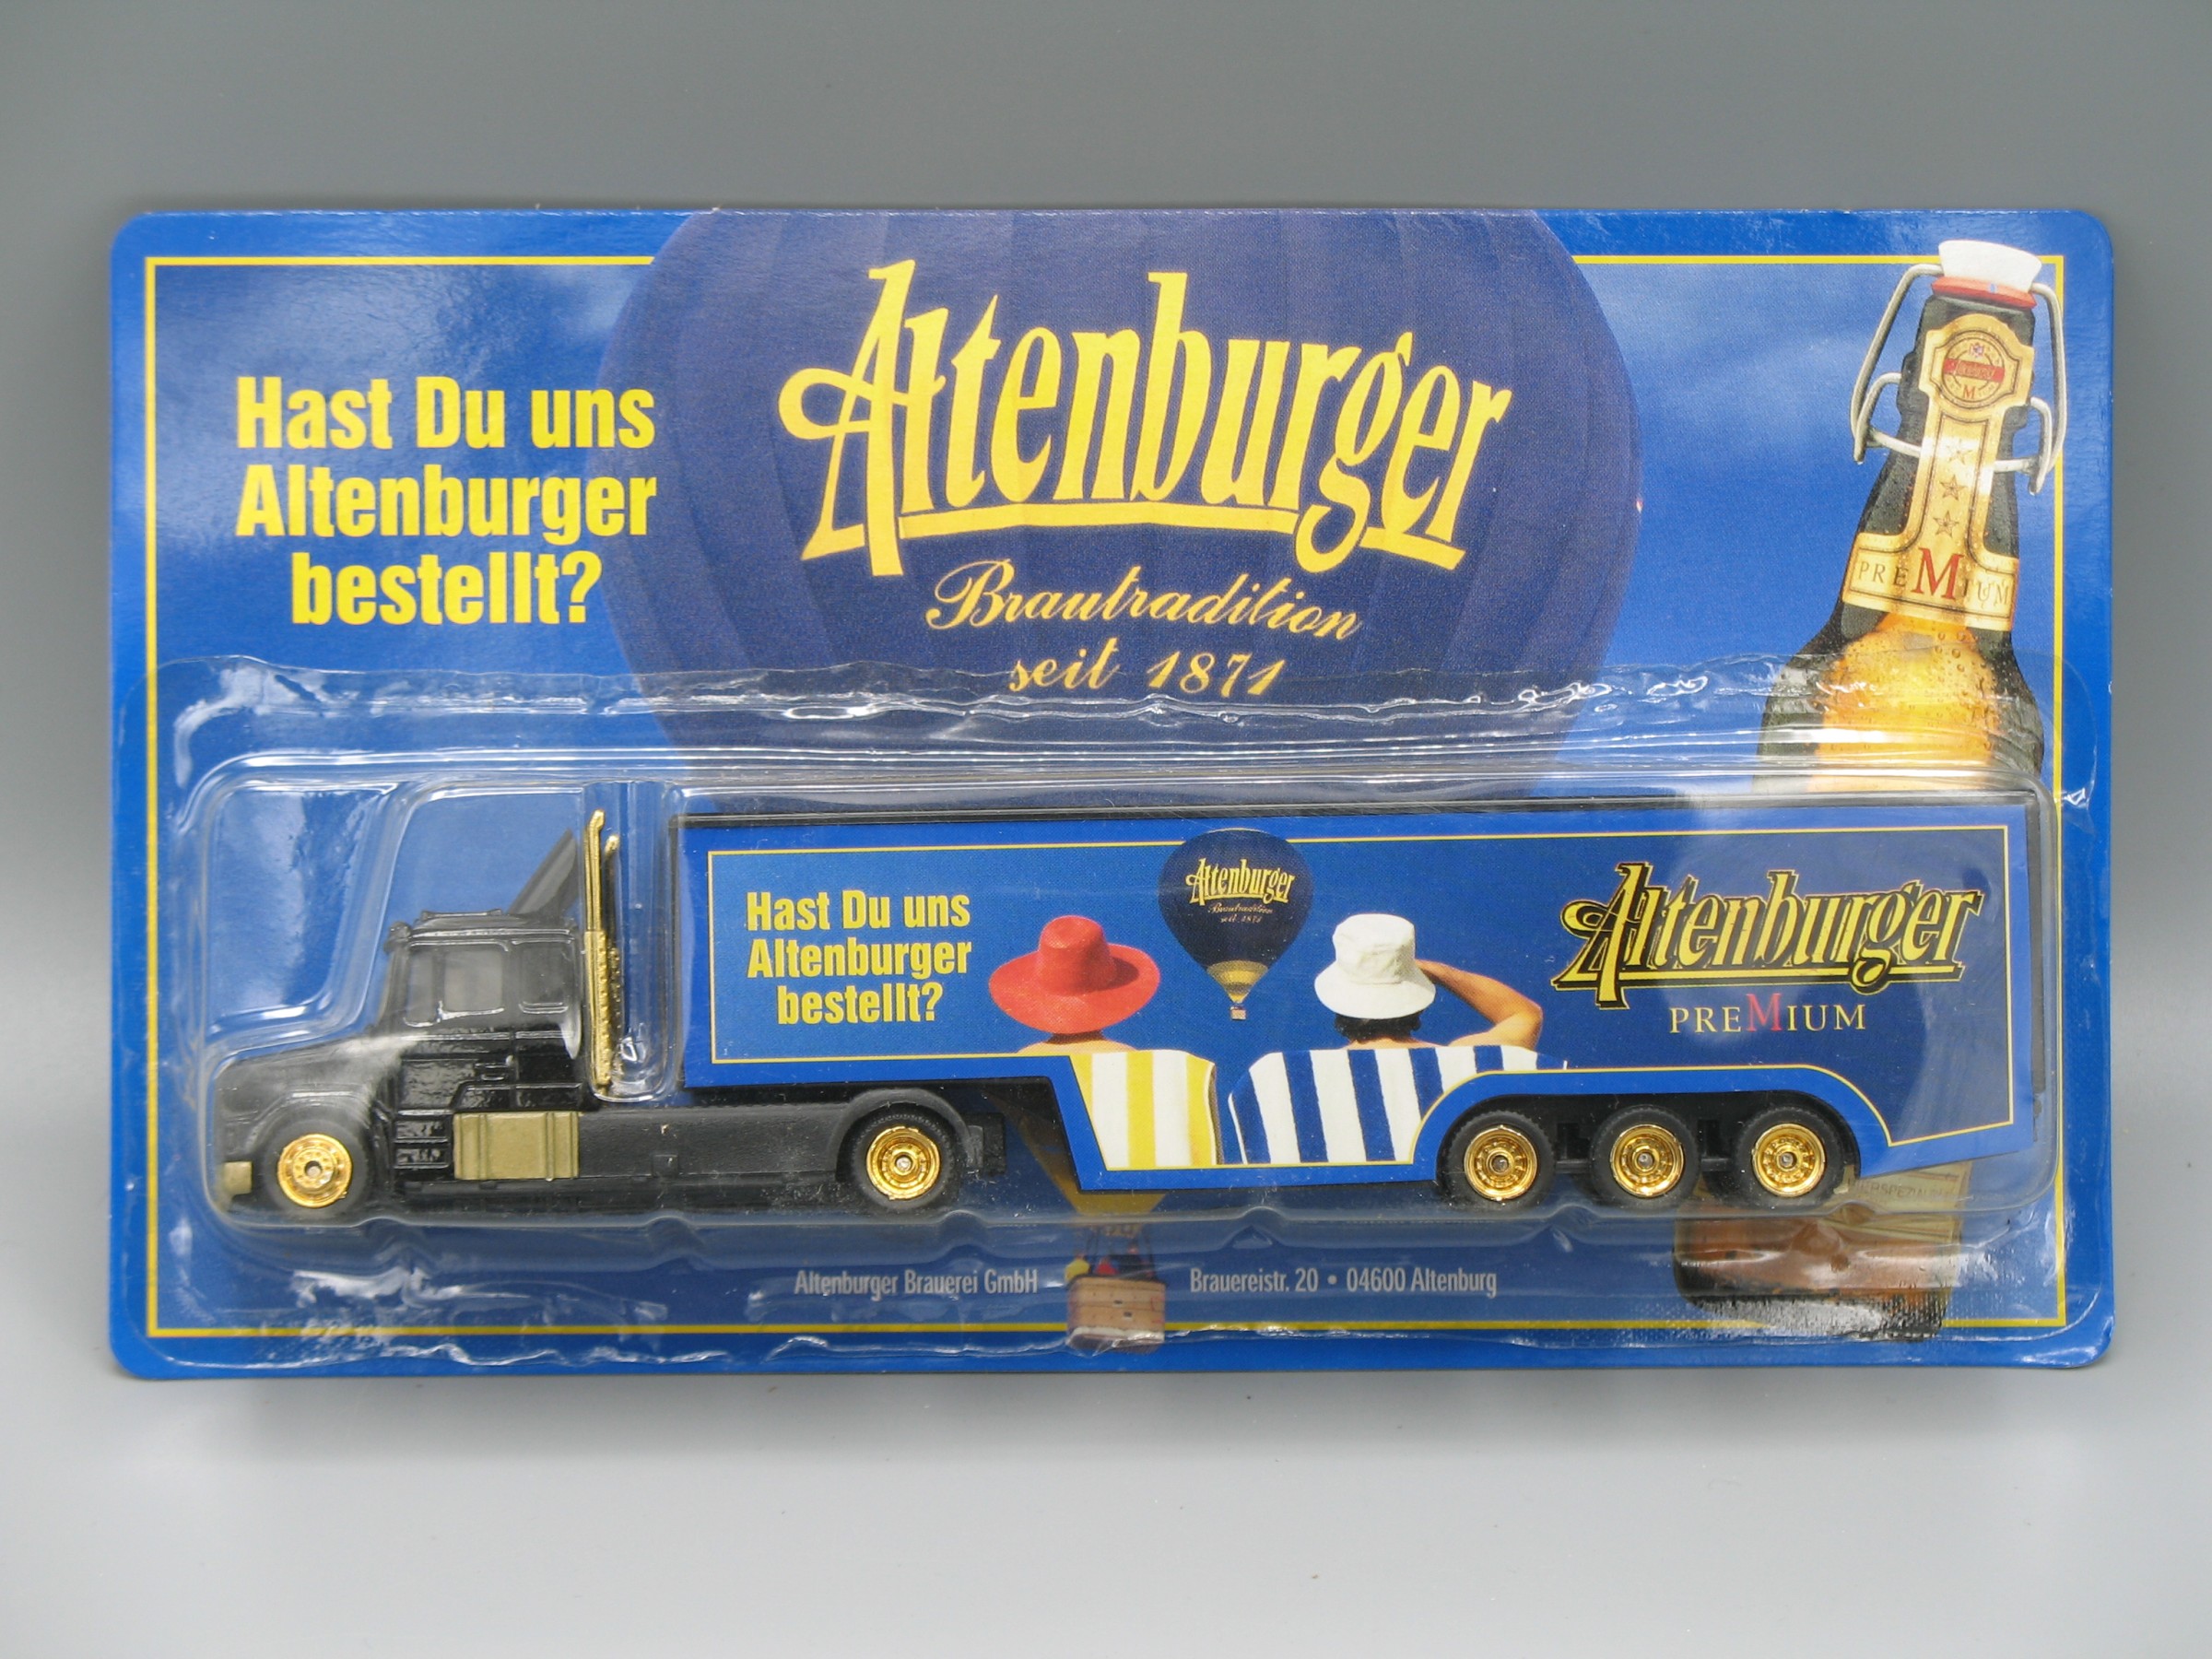 Hast Du uns
Altenburger
bestellt?
Altenburger
Brautradition
seit 1871
PREMIUM
Hast Du uns
Altenburger
bestellt?
Altenburger
Brautradition
seit 1871
Altenburger
PREMIUM
Altenburger Brauerei GmbH
Brauereistr. 20 • 04600 Altenburg